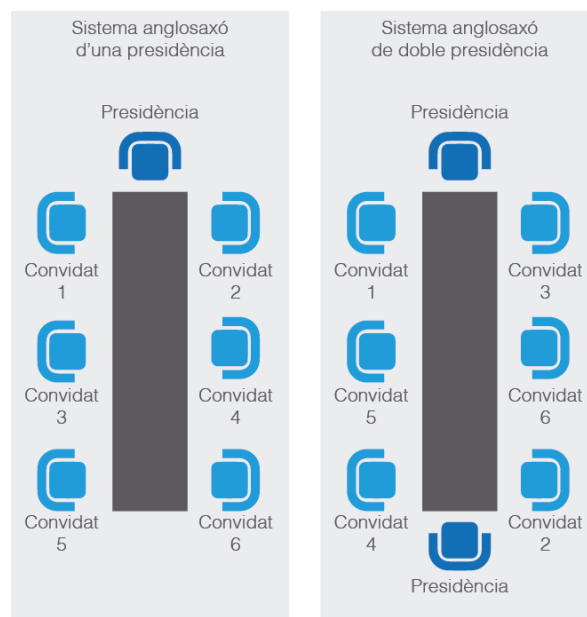 Sistema anglosaxó
d'una presidència
Presidència
Convidat
1
Convidat
2
Convidat
3
Convidat
4
Convidat
5
Convidat
6
Sistema anglosaxó
de doble presidència
Presidència
Convidat
1
Convidat
3
Convidat
5
Convidat
6
Convidat
4
Convidat
2
Presidència